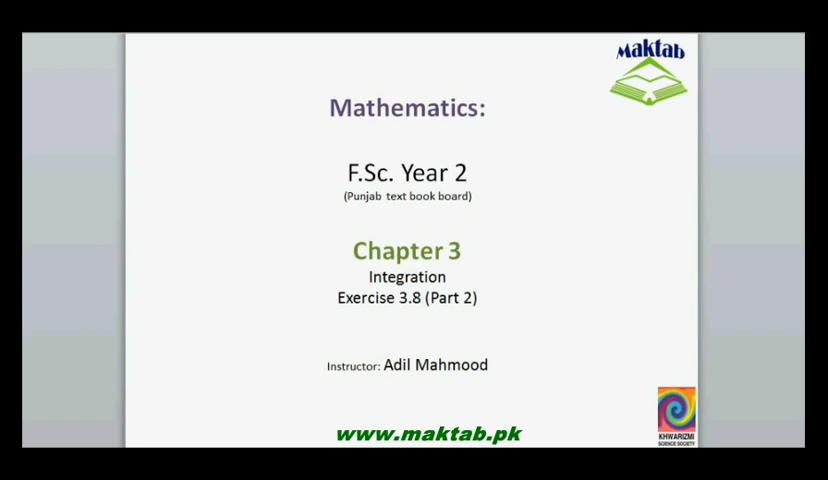 Maktab
Mathematics:
F.Sc. Year 2
(Punjab text book board)
Chapter 3
Integration
Exercise 3.8 (Part 2)
Instructor: Adil Mahmood
www.maktab.pk
KHWARIZMI
SCIENCE SOCIETY